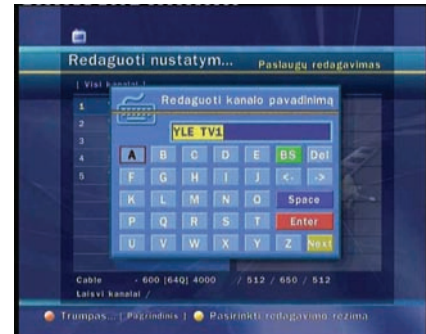 Redaguoti nustatym... Paslaugų redagavimas
[ Visi kanalai ]
Redaguoti kanalo pavadinimą
YLE TV1
1
2
3
4
5
A B C D E BS Del
F G H I J <- ->
K L M N O Space
P Q R S T Enter
U V W X Y Z Next
Cable - 600 [64Q] 4000 / 512 / 650 / 512
Laisvi kanalai /
Trumpas... [ Pagrindinis ] Pasirinkti redagavimo režimą